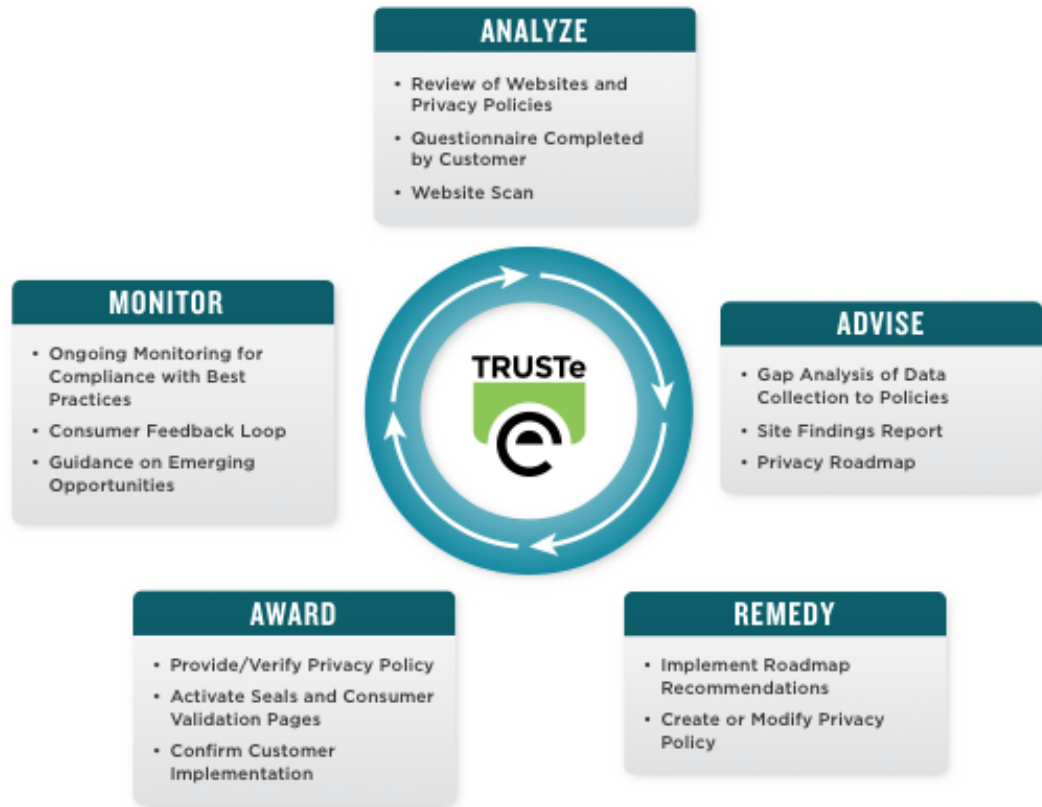 ANALYZE
• Review of Websites and
Privacy Policies
• Questionnaire Completed
by Customer
• Website Scan
MONITOR
• Ongoing Monitoring for
Compliance with Best
Practices
• Consumer Feedback Loop
• Guidance on Emerging
Opportunities
TRUSTe
e
ADVISE
• Gap Analysis of Data
Collection to Policies
• Site Findings Report
• Privacy Roadmap
AWARD
• Provide/Verify Privacy Policy
• Activate Seals and Consumer
Validation Pages
• Confirm Customer
Implementation
REMEDY
• Implement Roadmap
Recommendations
• Create or Modify Privacy
Policy